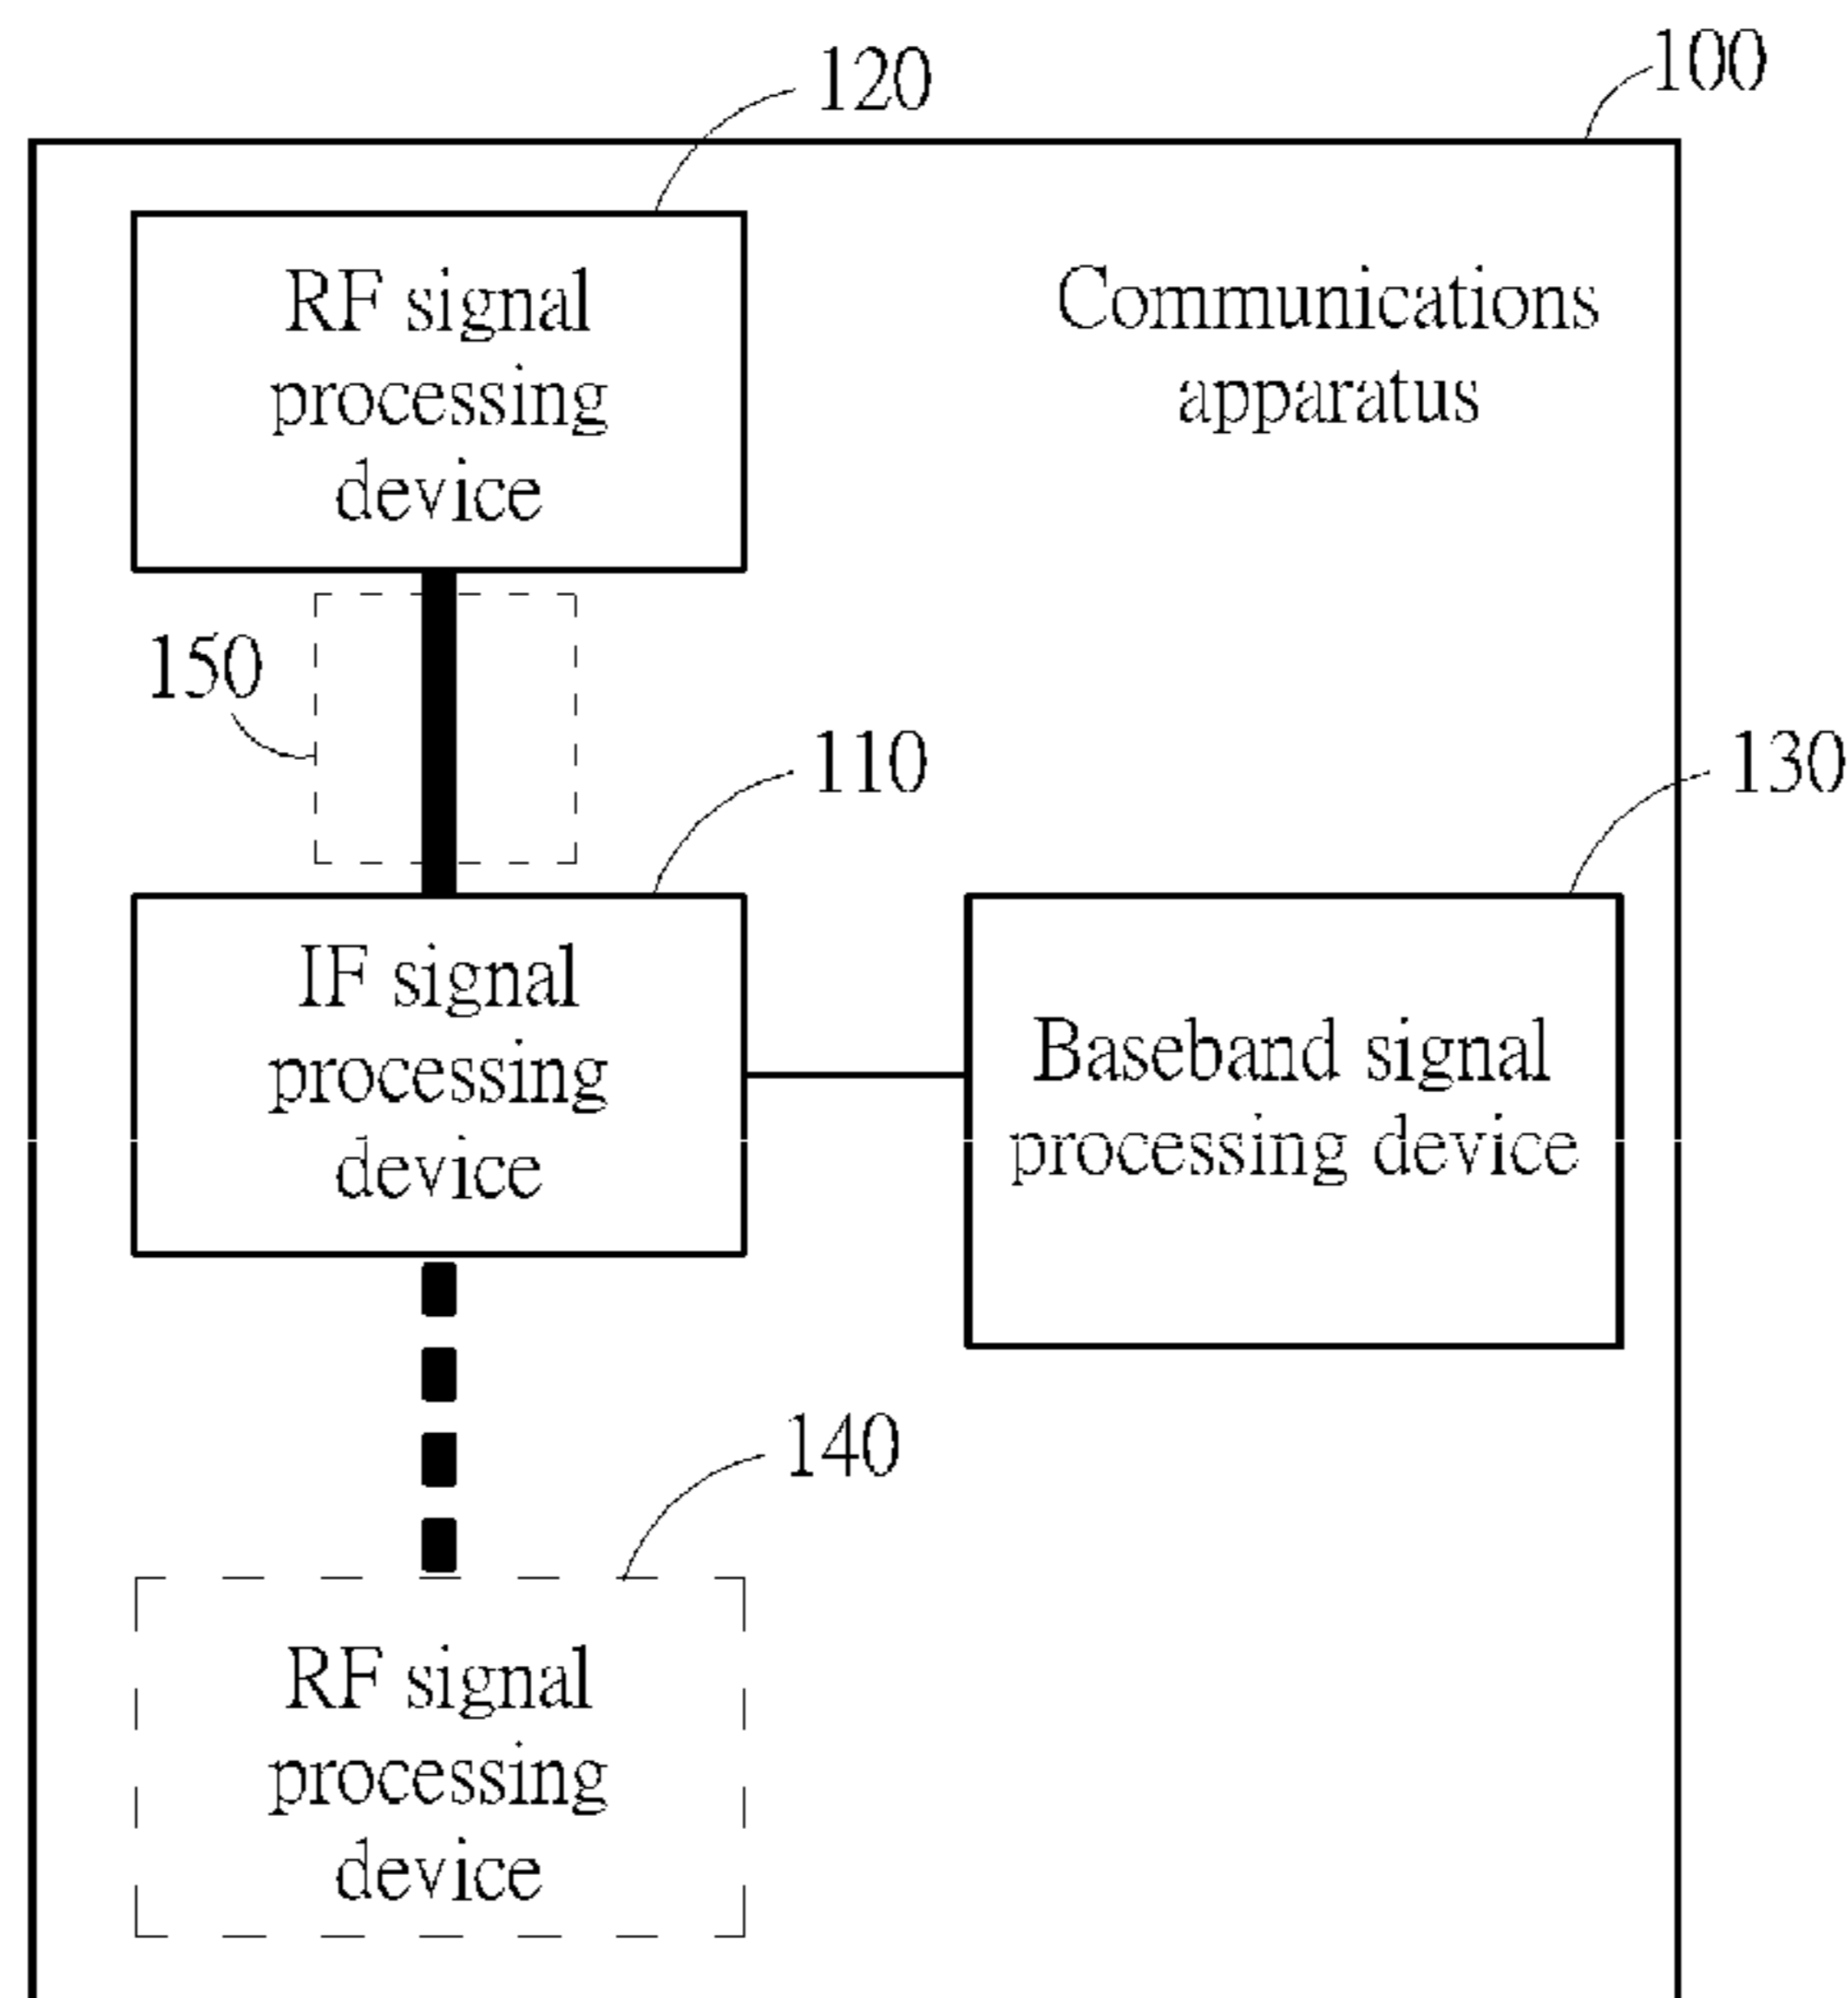 120
100
RF signal
processing
device
Communications
apparatus
150
110
130
IF signal
processing
device
Baseband signal
processing device
140
RF signal
processing
device